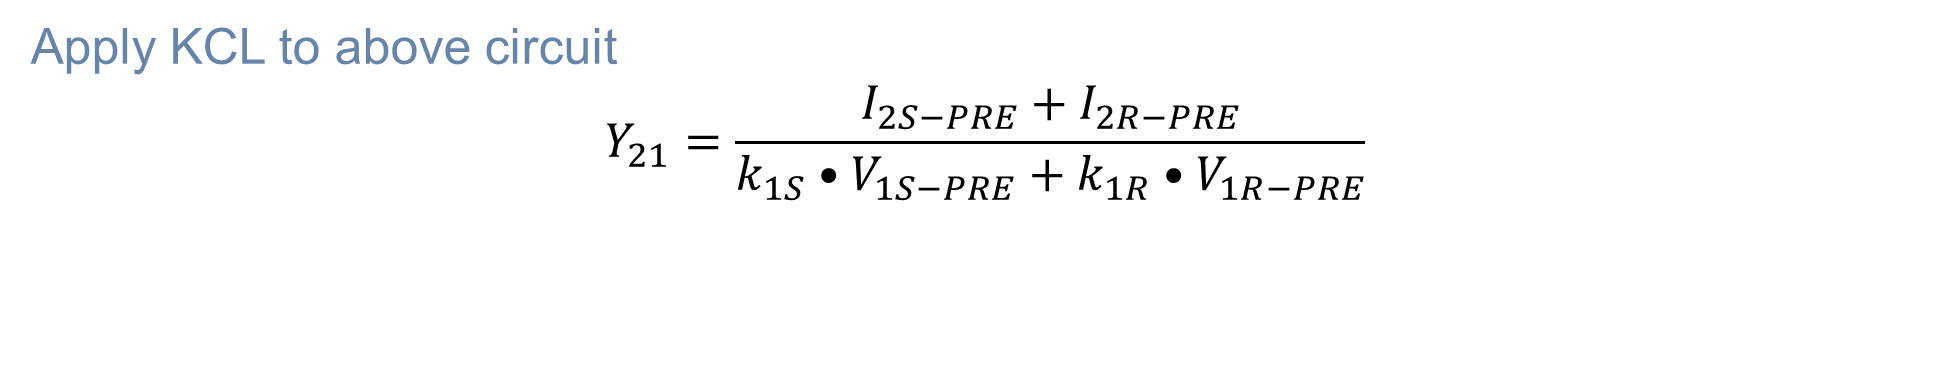 Apply KCL to above circuit
Y₂₁ = (I₂S₋PRE + I₂R₋PRE) / (k₁S • V₁S₋PRE + k₁R • V₁R₋PRE)